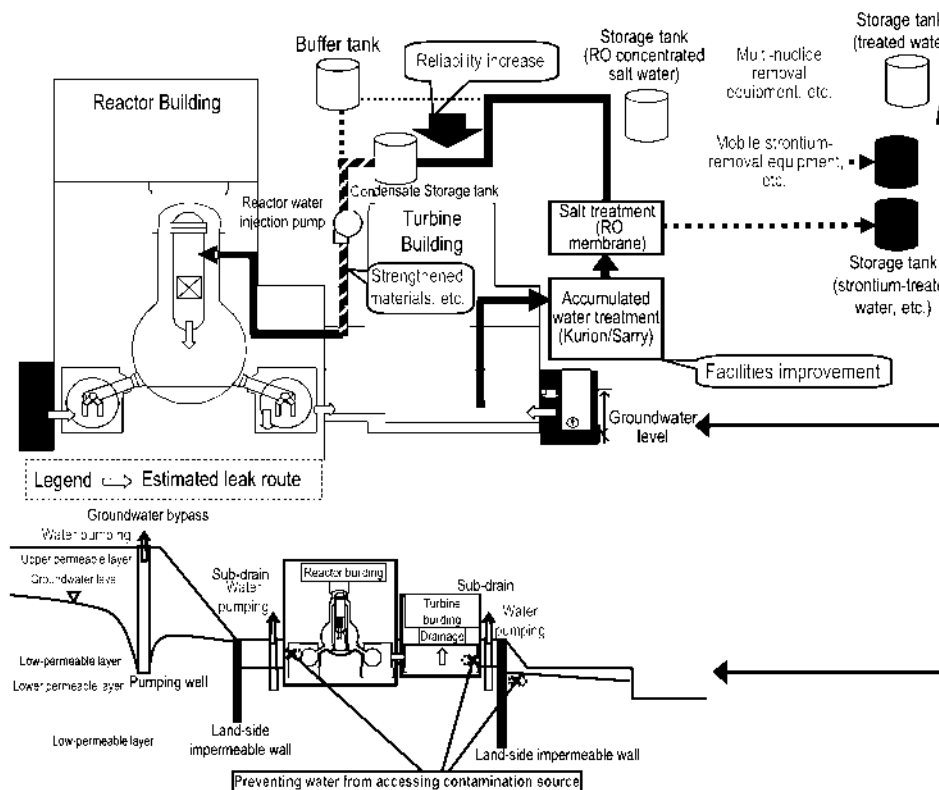 Storage tank
(RO concentrated
salt water)
Storage tank
(treated wate
Buffer tank
Reliability increase
Multi-nuclide
removal
equipment, etc.
Reactor Building
Mobile strontium-
removal equipment,
etc.
Condensate Storage tank
Reactor water
injection pump
Turbine
Building
Salt treatment
(RO
membrane)
Strengthened
materials, etc.
Storage tank
(strontium-treate
water, etc.)
Accumulated
water treatment
(Kurion/Sarry)
Facilities improvement
Groundwater
level
Legend
Estimated leak route
Groundwater bypass
Water pumping
Upper permeable layer
Groundwater level
Sub-drain
Water
pumping
Reactor building
Sub-drain
Turbine
building
Drainage
Water
pumping
Low-permeable layer
Lower permeable layer
Pumping well
Low-permeable layer
Land-side
impermeable wall
Land-side impermeable wall
Preventing water from accessing contamination source